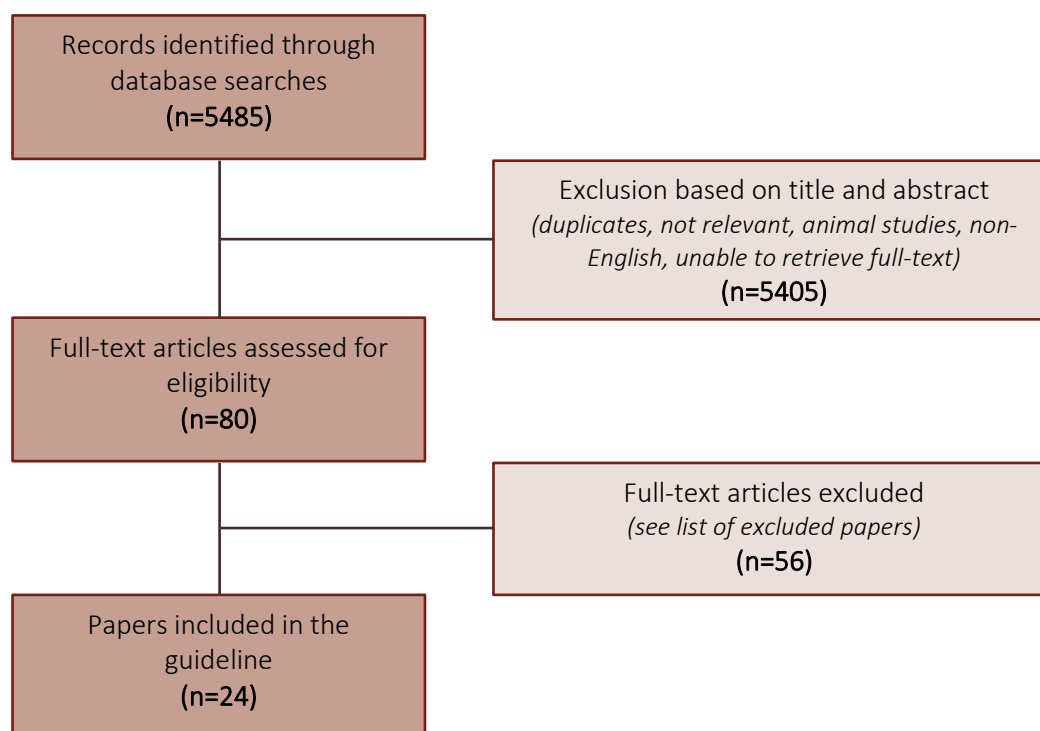 Records identified through
database searches
(n=5485)
Exclusion based on title and abstract
(duplicates, not relevant, animal studies, non-
English, unable to retrieve full-text)
(n=5405)
Full-text articles assessed for
eligibility
(n=80)
Full-text articles excluded
(see list of excluded papers)
(n=56)
Papers included in the
guideline
(n=24)